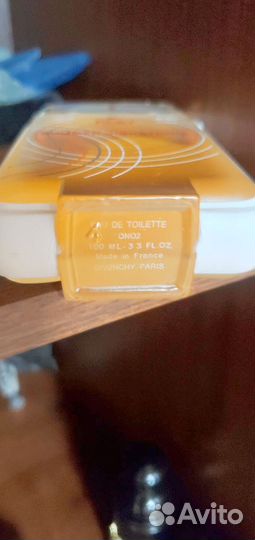 DE TOILETTE
ONO2
100 ML - 3.3 FL.OZ.
Made in France
GIVENCHY PARIS
Avito